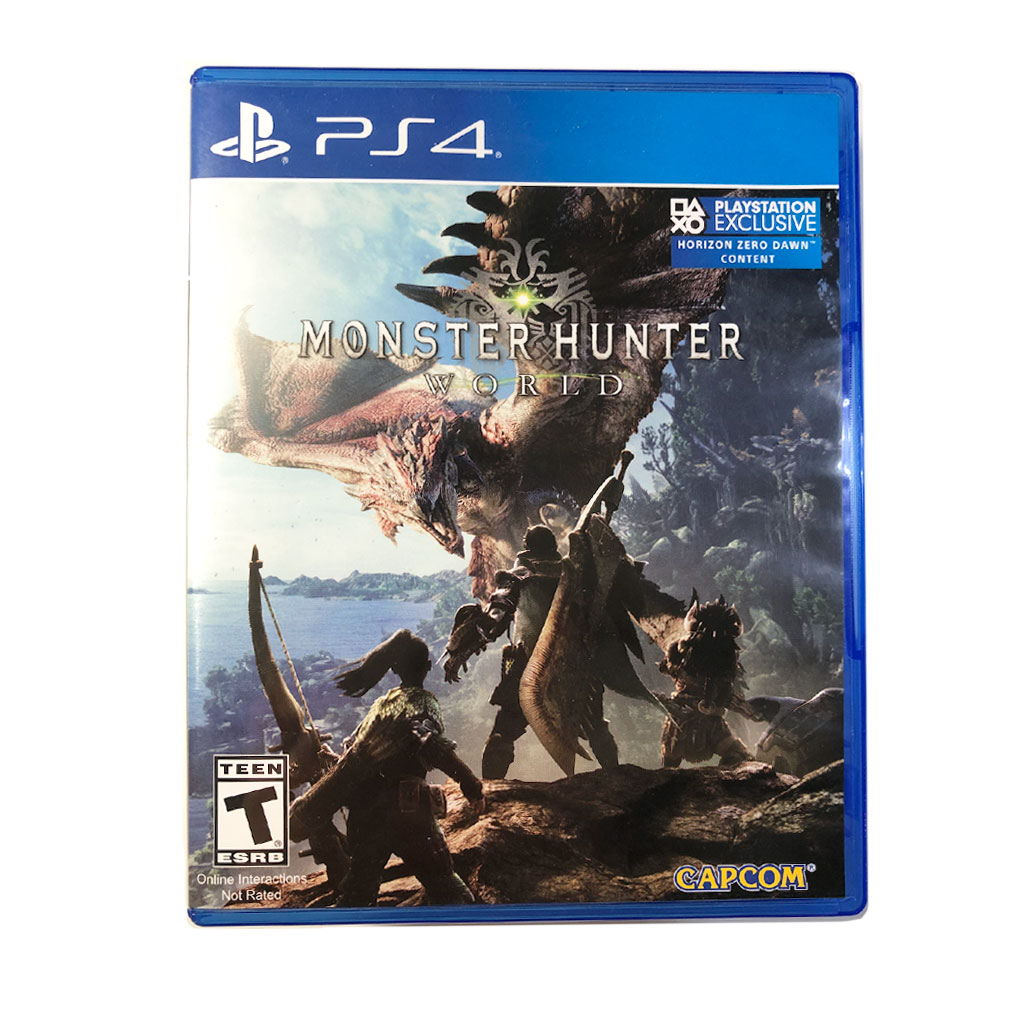 PS4
PLAYSTATION
EXCLUSIVE
HORIZON ZERO DAWN™
CONTENT
MONSTER HUNTER
WORLD
TEEN
T
ESRB
Online Interactions
Not Rated
CAPCOM®